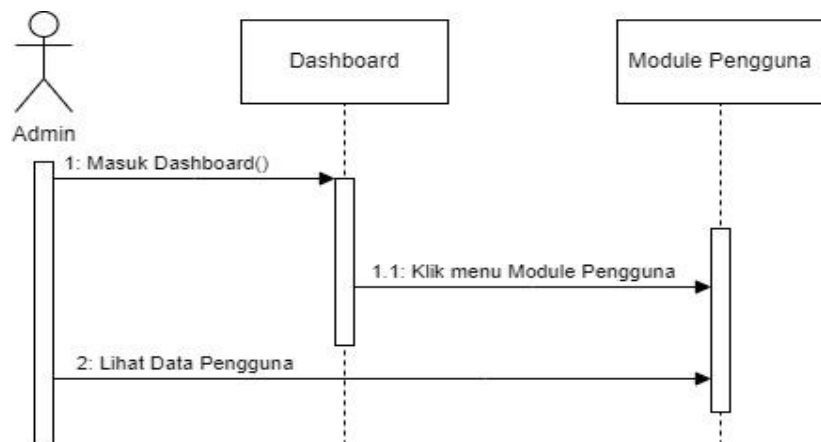 Dashboard
Module Pengguna
Admin
1: Masuk Dashboard()
1.1: Klik menu Module Pengguna
2: Lihat Data Pengguna